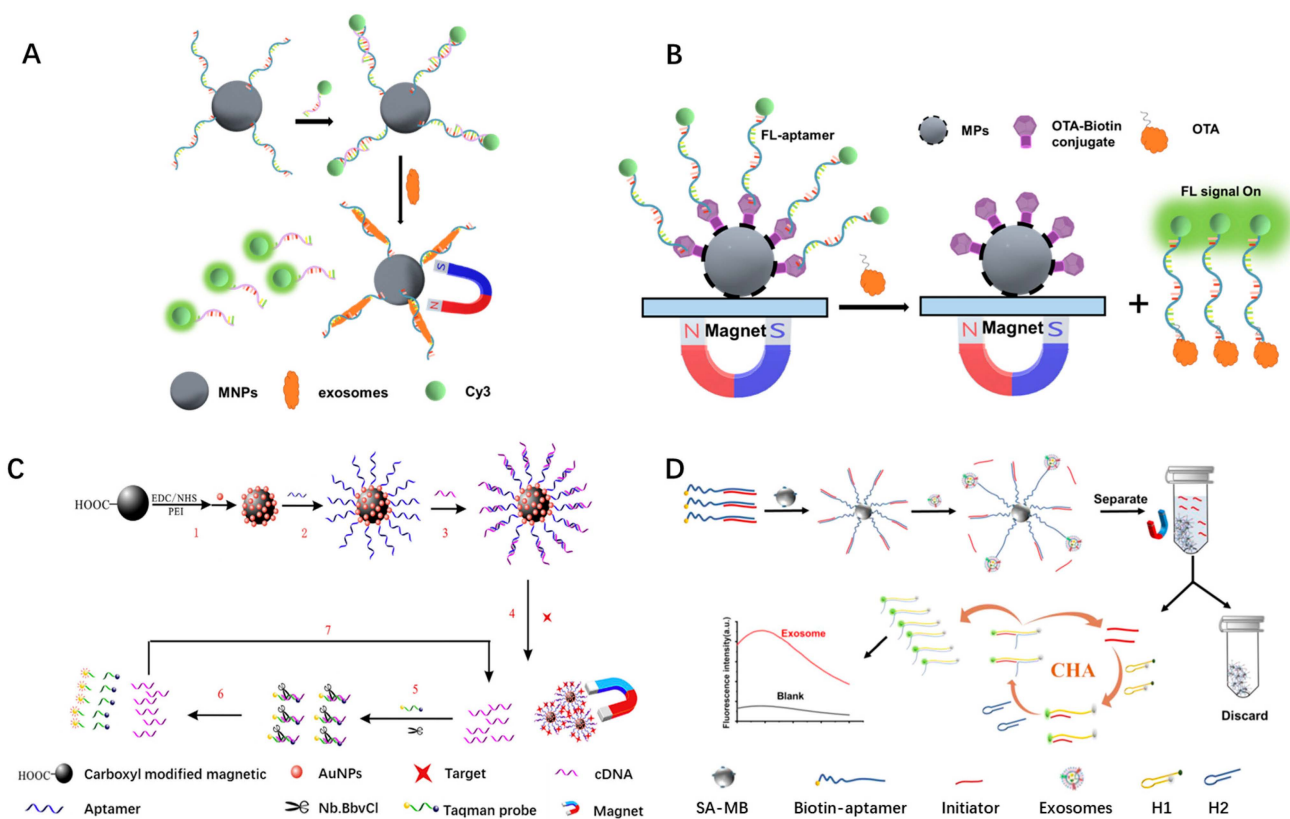 A
MNPs
exosomes
Cy3
S
N
B
FL-aptamer
MPs
OTA-Biotin
conjugate
OTA
FL signal On
N Magnet S
N Magnet S
+
C
HOOC
EDC/NHS
PEI
1
2
3
4
7
6
5
HOOC
Carboxyl modified magnetic
AuNPs
Target
cDNA
Aptamer
Nb.BbvCl
Taqman probe
Magnet
D
Separate
Fluorescence intensity(a.u.)
Exosome
Blank
CHA
Discard
SA-MB
Biotin-aptamer
Initiator
Exosomes
H1
H2